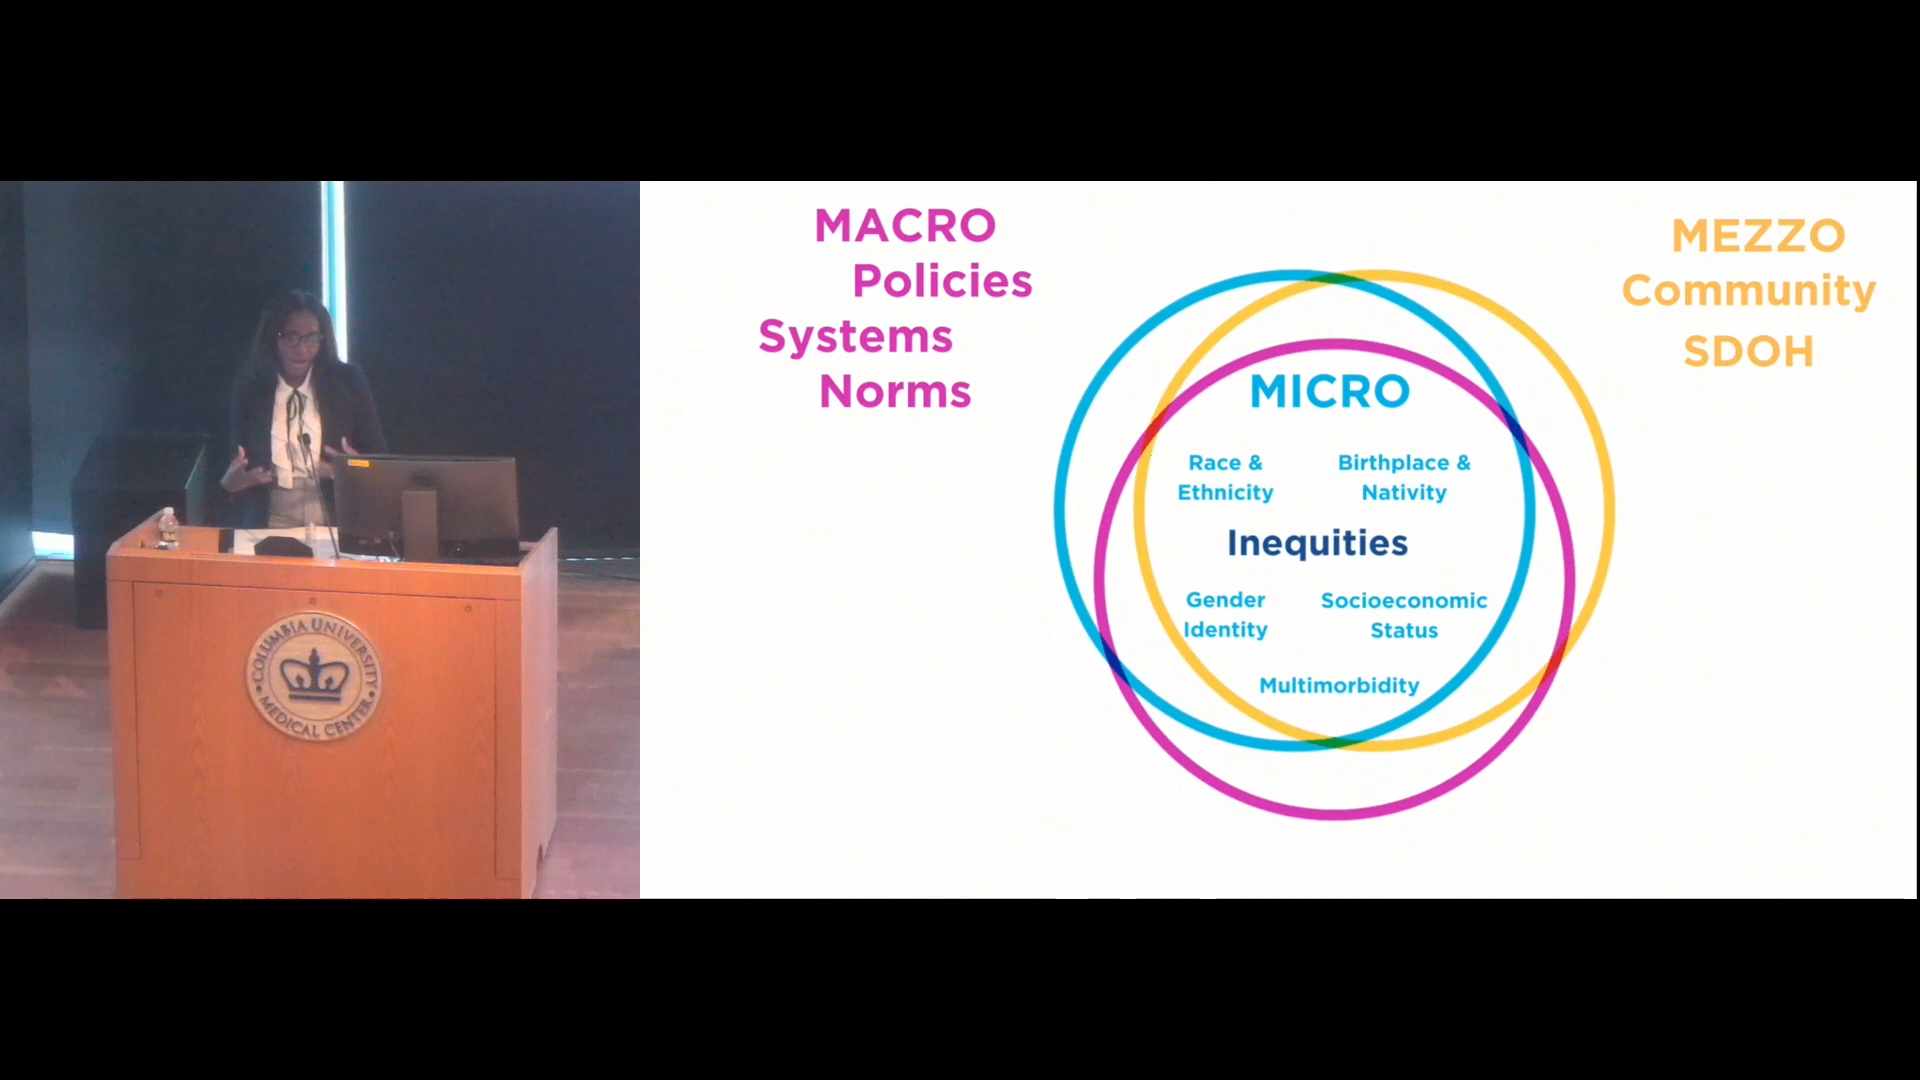 MACRO
Policies
Systems
Norms
MEZZO
Community
SDOH
MICRO
Race &
Ethnicity
Birthplace &
Nativity
Inequities
Gender
Identity
Socioeconomic
Status
Multimorbidity
COLUMBIA UNIVERSITY
MEDICAL CENTER